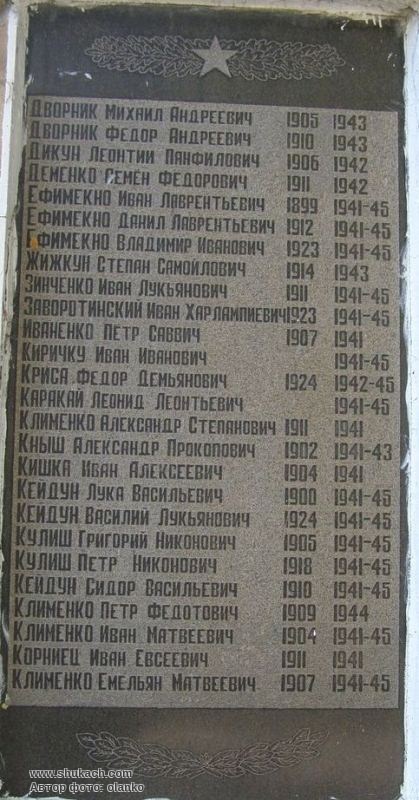 Дворник Михаил Андреевич 1905 1943
Дворник Федор Андреевич 1910 1943
Дикун Леонтий Панфилович 1906 1942
Деменко Семён Федорович 1911 1942
Ефимекно Иван Лаврентьевич 1899 1941-45
Ефимекно Данил Лаврентьевич 1912 1941-45
Ефимекно Владимир Иванович 1923 1941-45
Жижкун Степан Самойлович 1914 1943
Зинченко Иван Лукьянович 1911 1941-45
Заворотинский Иван Харлампиевич 1923 1941-45
Иваненко Петр Саввич 1907 1941
Киричку Иван Иванович 1941-45
Криса Федор Демьянович 1924 1942-45
Каракай Леонид Леонтьевич 1941-45
Клименко Александр Степанович 1911 1941
Кныш Александр Прокопович 1902 1941-43
Кишка Иван Алексеевич 1904 1941
Кейдун Лука Васильевич 1900 1941-45
Кейдун Василий Лукьянович 1924 1941-45
Кулиш Григорий Никонович 1905 1941-45
Кулиш Петр Никонович 1918 1941-45
Кейдун Сидор Васильевич 1910 1941-45
Клименко Петр Федотович 1909 1944
Клименко Иван Матвеевич 1904 1941-45
Корниец Иван Евсеевич 1911 1941
Клименко Емельян Матвеевич 1907 1941-45
www.shukach.com
Автор фото: olanko